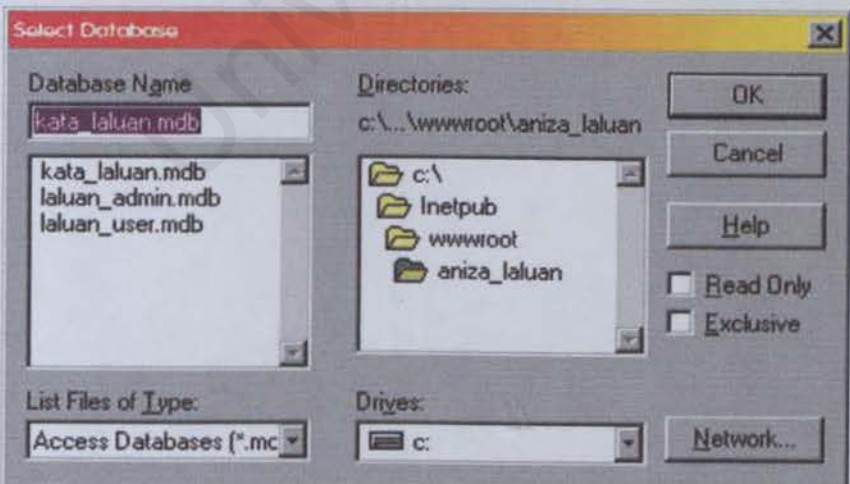 Select Database
Database Name
kata_laluan.mdb
kata_laluan.mdb
laluan_admin.mdb
laluan_user.mdb
List Files of Type:
Access Databases (*.mc
Directories:
c:\...\wwwroot\aniza_laluan
c:\
Inetpub
wwwroot
aniza_laluan
Drives:
c:
OK
Cancel
Help
Read Only
Exclusive
Network...